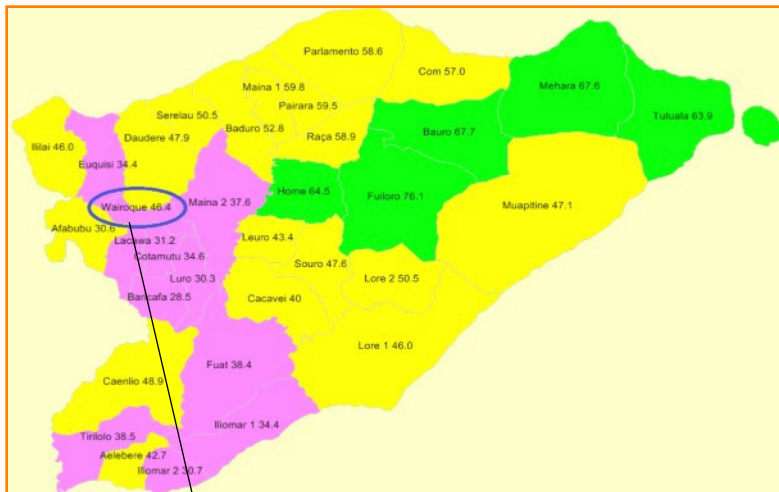 Parlamento 58.6
Com 57.0
Maina 1 59.8
Mehara 67.6
Pairara 59.5
Serelau 50.5
Tutuala 63.9
Baduro 52.8
Daudere 47.9
Raça 58.9
Bauro 67.7
Ililai 46.0
Euquisi 34.4
Home 64.5
Fuiloro 76.1
Maina 2 37.6
Wairoque 46.4
Muapitine 47.1
Afabubu 30.6
Lacawa 31.2
Leuro 43.4
Cotamutu 34.6
Souro 47.6
Luro 30.3
Lore 2 50.5
Baricafa 28.5
Cacavei 40
Lore 1 46.0
Fuat 38.4
Caenlio 48.9
Iliomar 1 34.4
Tirilolo 38.5
Aelebere 42.7
Iliomar 2 30.7